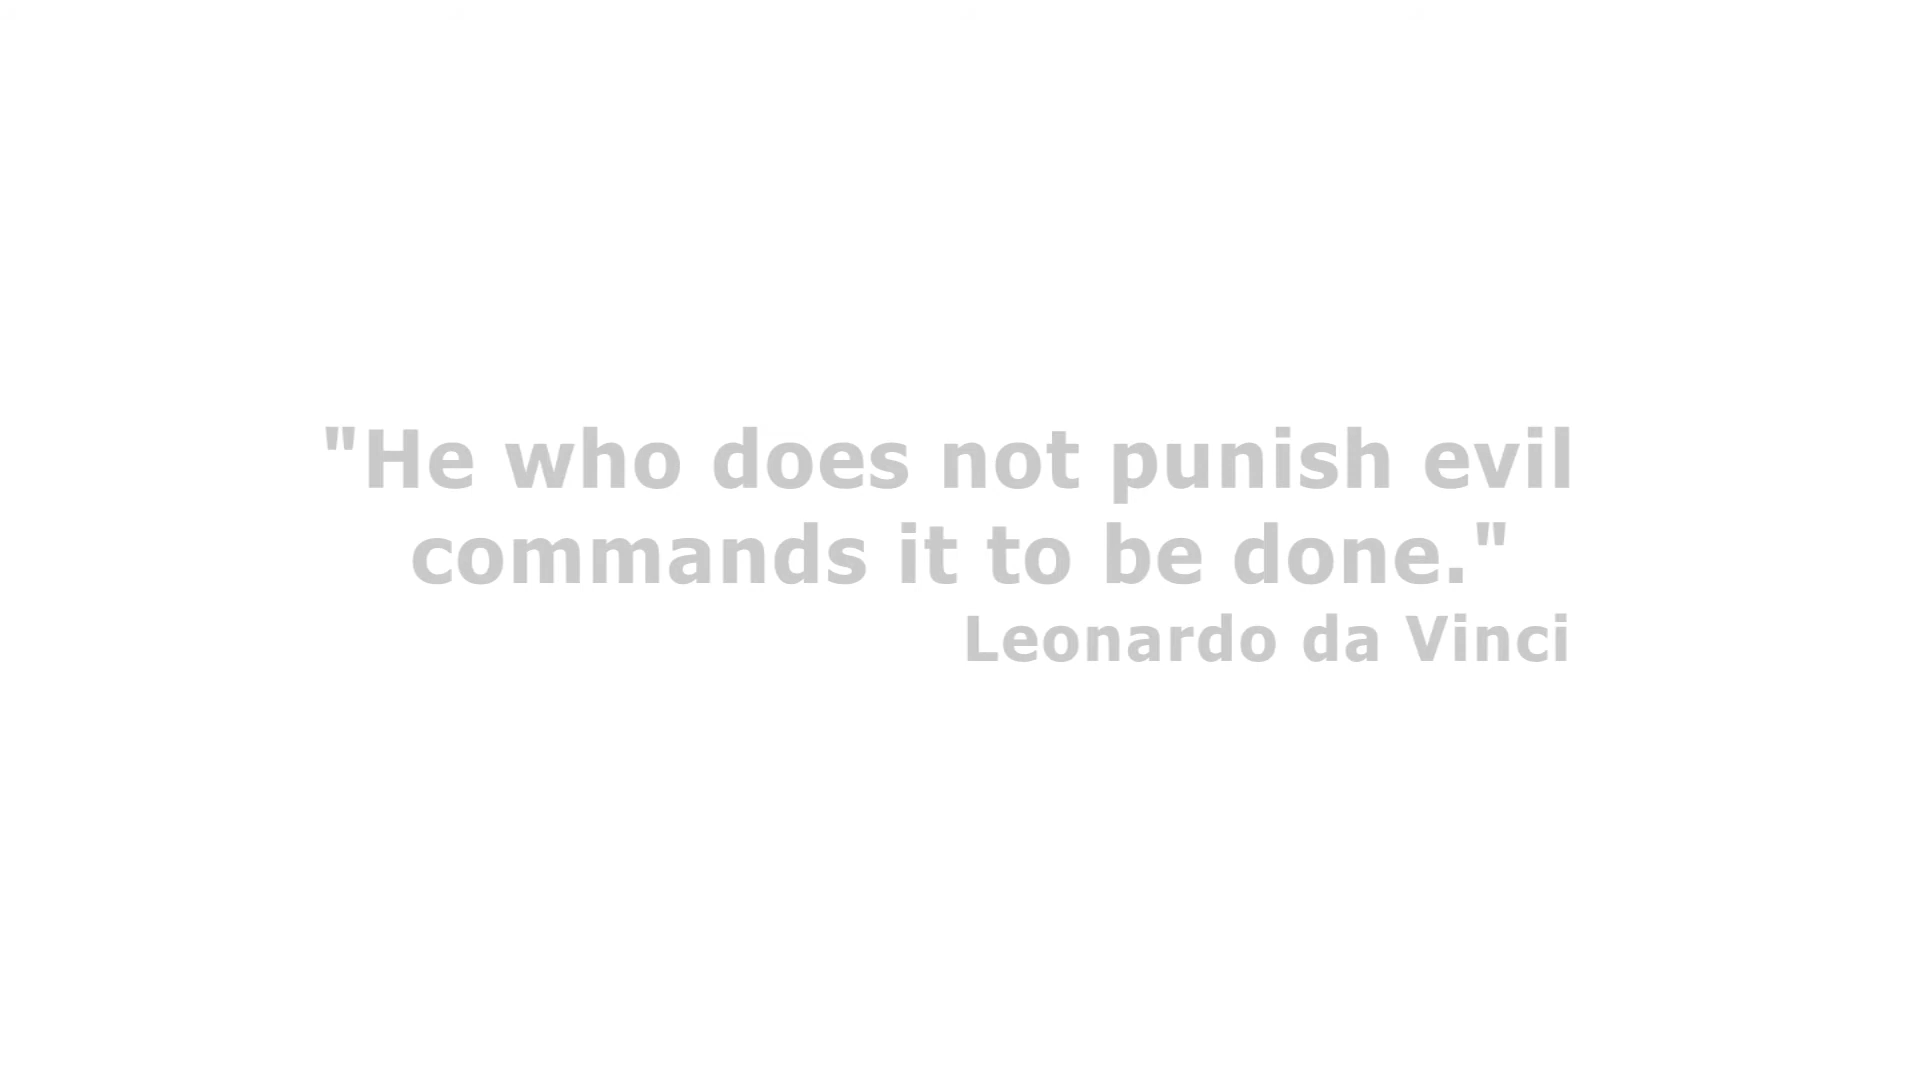 "He who does not punish evil
commands it to be done."
Leonardo da Vinci